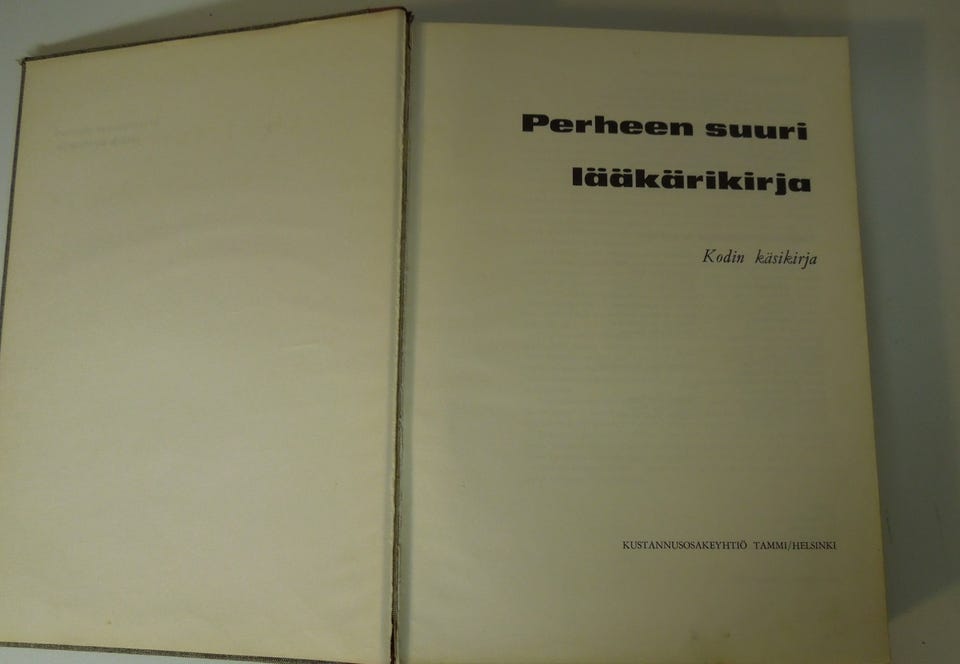 Perheen suuri
lääkärikirja
Kodin käsikirja
KUSTANNUSOSAKEYHTIÖ TAMMI/HELSINKI